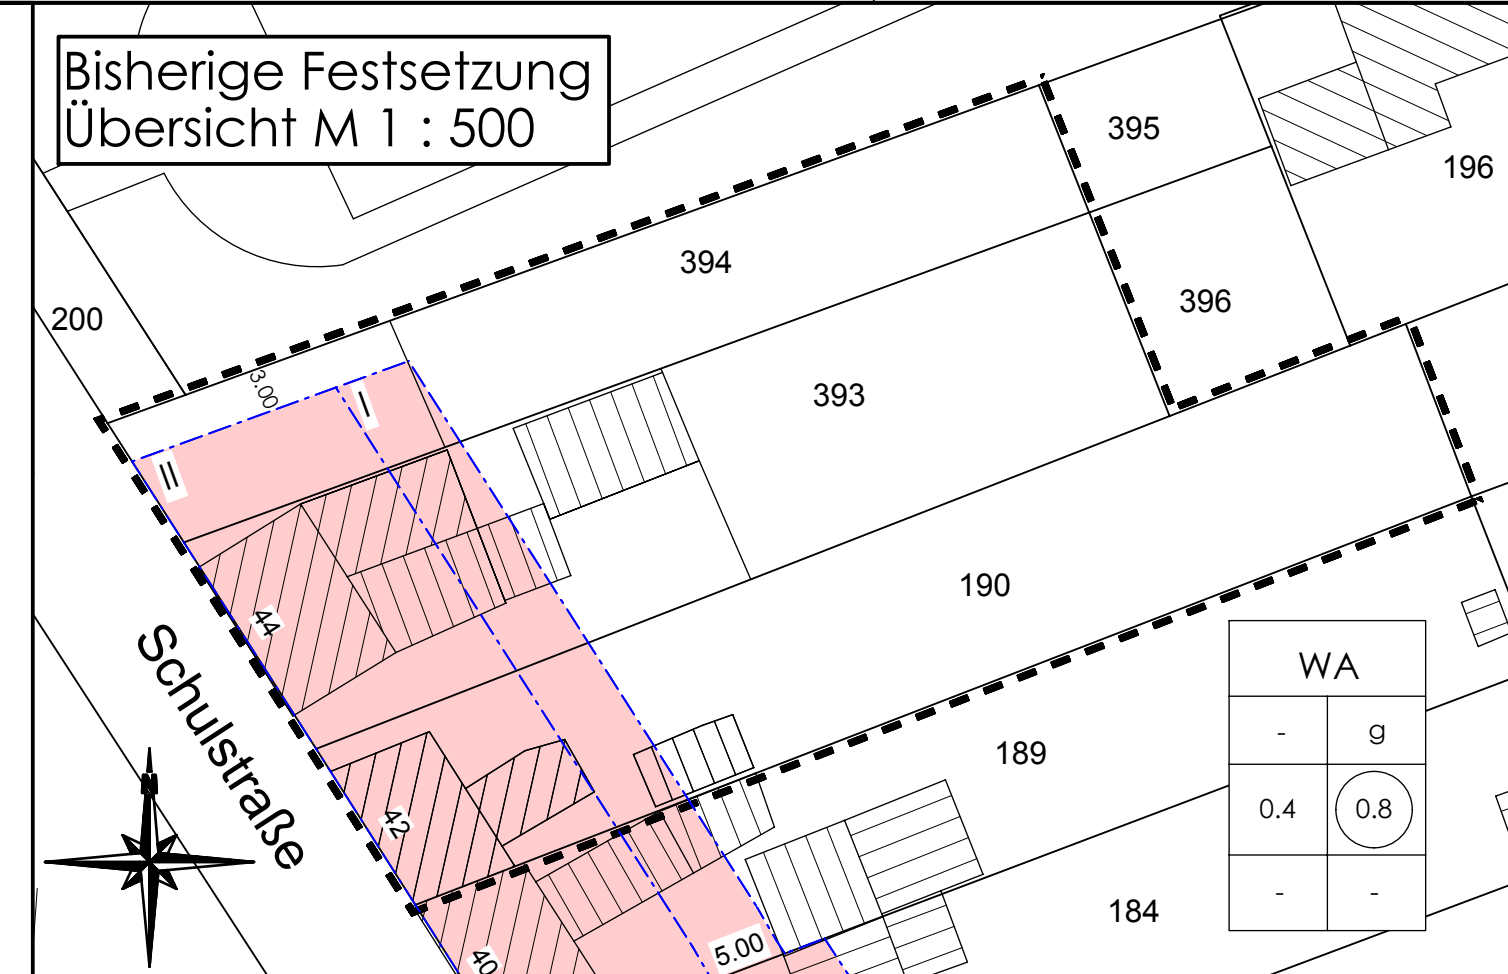 Bisherige Festsetzung
Übersicht M 1 : 500
395
196
394
396
200
3.00
I
393
II
190
44
Schulstraße
WA
- g
189
0.4 0.8
42
N
- -
184
5.00
40